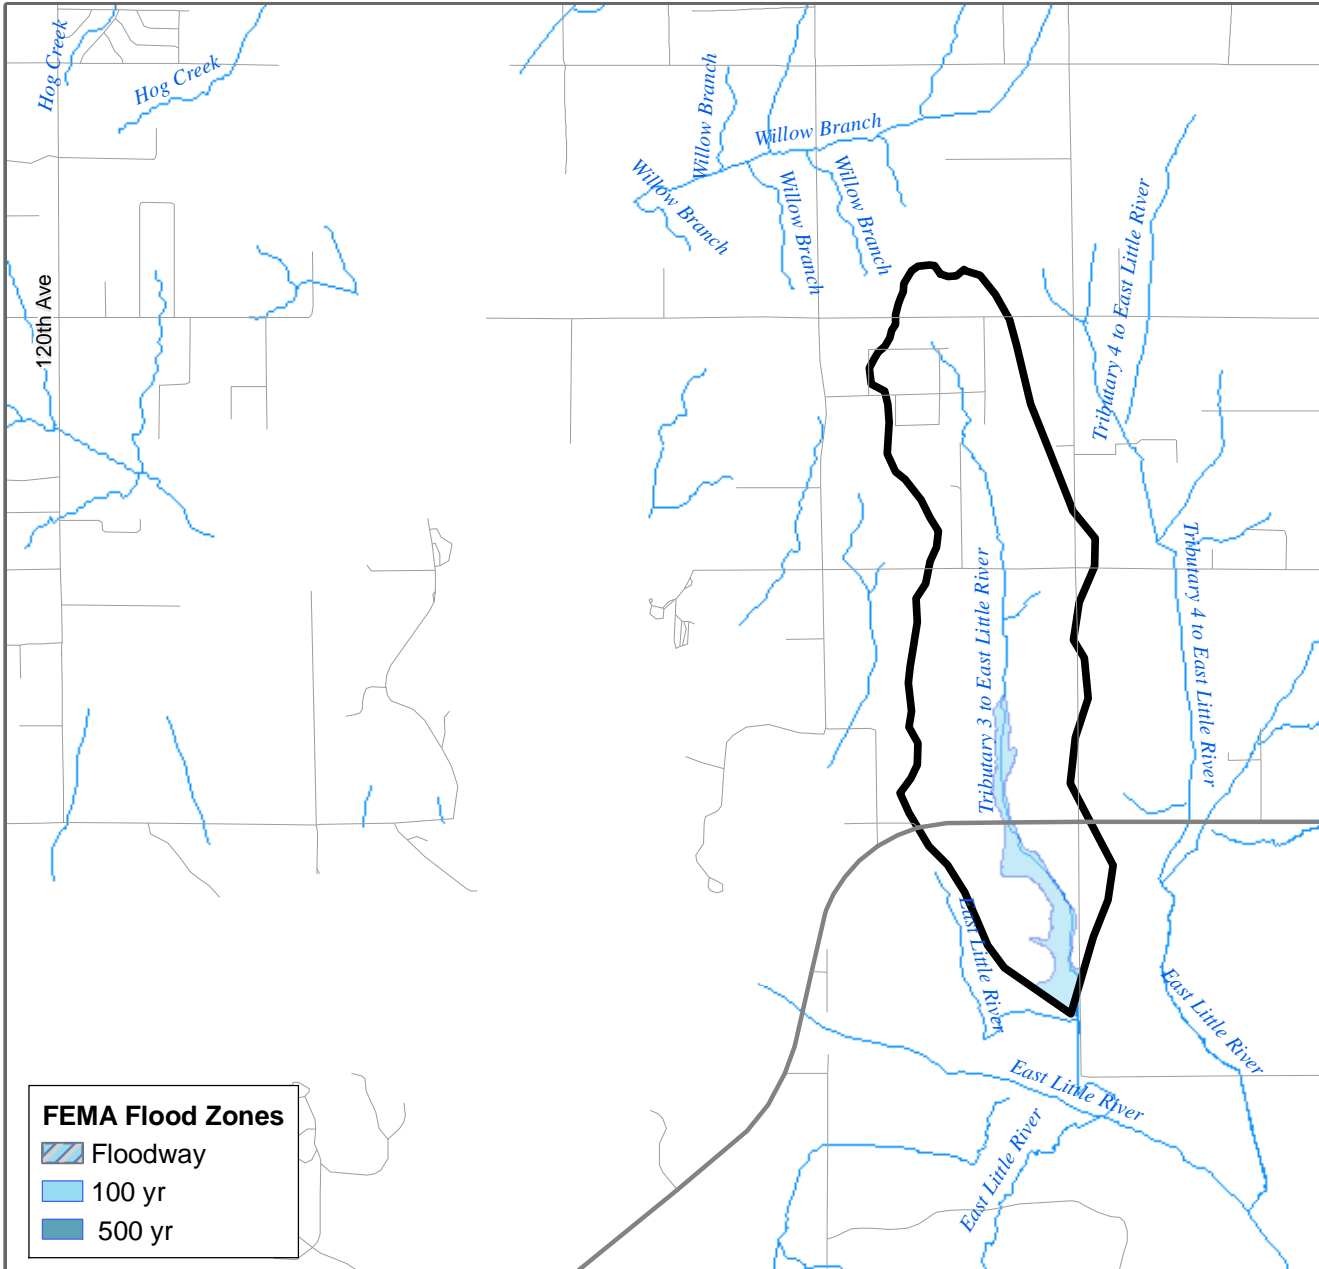 Hog Creek
Hog Creek
Willow Branch
Willow Branch
Willow Branch
Willow Branch
Willow Branch
120th Ave
Tributary 4 to East Little River
Tributary 3 to East Little River
Tributary 4 to East Little River
East Little River
East Little River
East Little River
East Little River
FEMA Flood Zones
Floodway
100 yr
500 yr